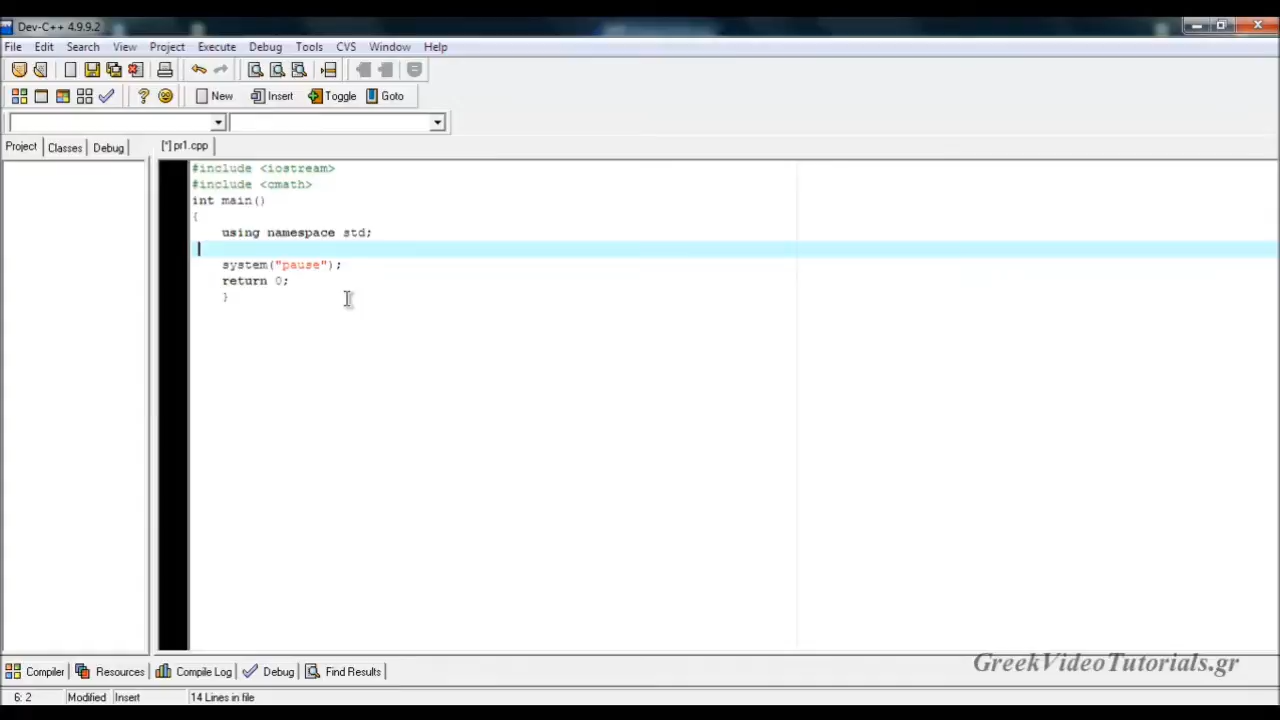 Dev-C++ 4.9.9.2
File Edit Search View Project Execute Debug Tools CVS Window Help
New Insert Toggle Goto
Project Classes Debug [*] pr1.cpp
#include <iostream>
#include <cmath>
int main()
{
using namespace std;
system("pause");
return 0;
}
Compiler Resources Compile Log Debug Find Results
GreekVideoTutorials.gr
6: 2 Modified Insert 14 Lines in file